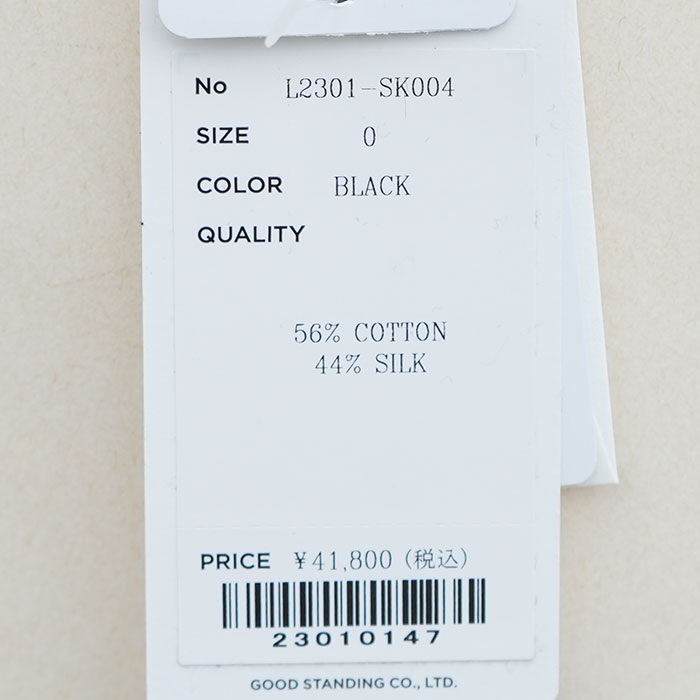 No L2301-SK004
SIZE 0
COLOR BLACK
QUALITY
56% COTTON
44% SILK
PRICE ¥41,800 (税込)
23010147
GOOD STANDING CO., LTD.